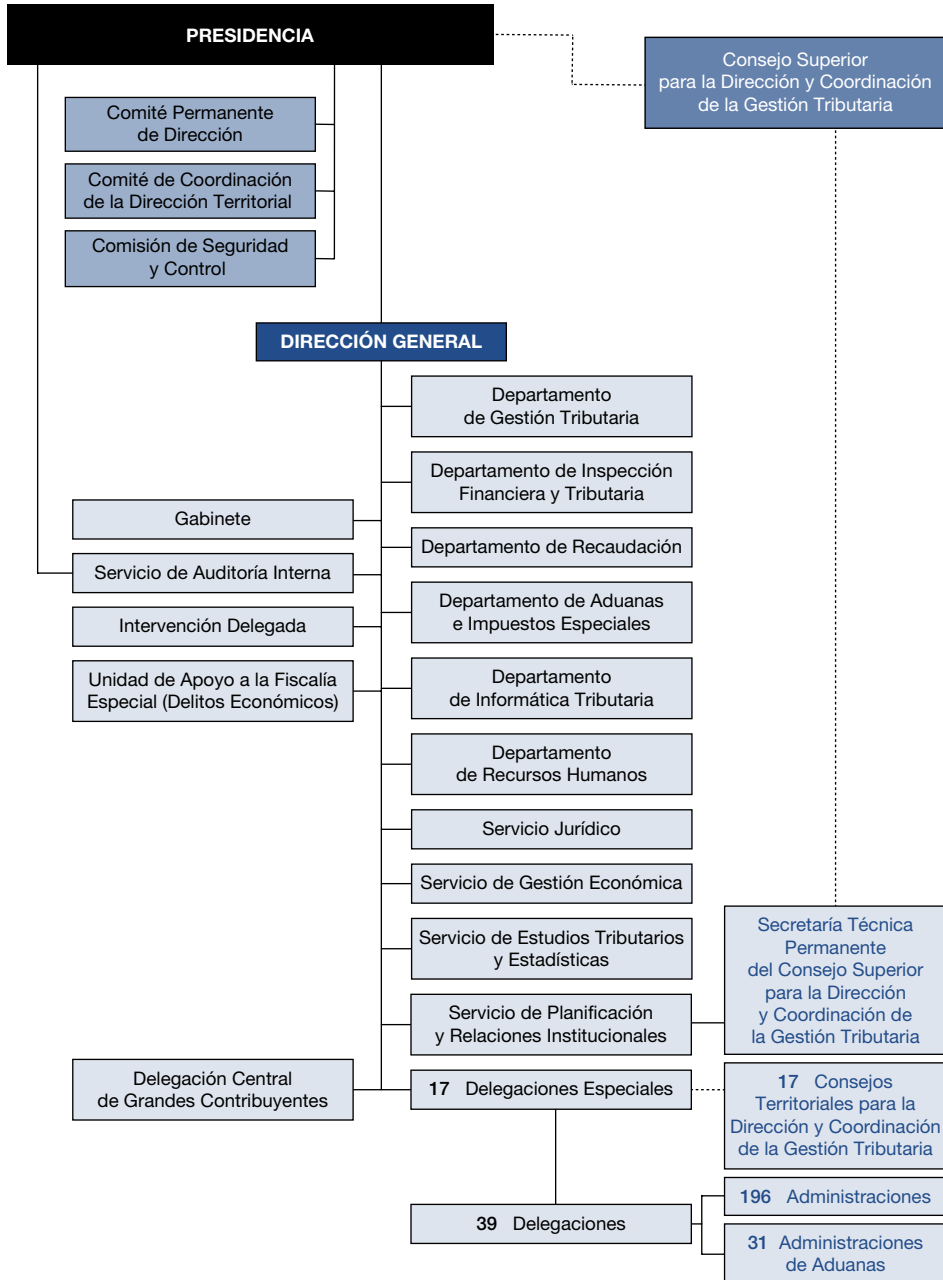 PRESIDENCIA
Consejo Superior
para la Dirección y Coordinación
de la Gestión Tributaria
Comité Permanente
de Dirección
Comité de Coordinación
de la Dirección Territorial
Comisión de Seguridad
y Control
DIRECCIÓN GENERAL
Departamento
de Gestión Tributaria
Departamento de Inspección
Financiera y Tributaria
Gabinete
Departamento de Recaudación
Servicio de Auditoría Interna
Departamento de Aduanas
e Impuestos Especiales
Intervención Delegada
Unidad de Apoyo a la Fiscalía
Especial (Delitos Económicos)
Departamento
de Informática Tributaria
Departamento
de Recursos Humanos
Servicio Jurídico
Servicio de Gestión Económica
Servicio de Estudios Tributarios
y Estadísticas
Servicio de Planificación
y Relaciones Institucionales
Secretaría Técnica
Permanente
del Consejo Superior
para la Dirección
y Coordinación de
la Gestión Tributaria
Delegación Central
de Grandes Contribuyentes
17 Delegaciones Especiales
17 Consejos
Territoriales para la
Dirección y Coordinación
de la Gestión Tributaria
39 Delegaciones
196 Administraciones
31 Administraciones
de Aduanas